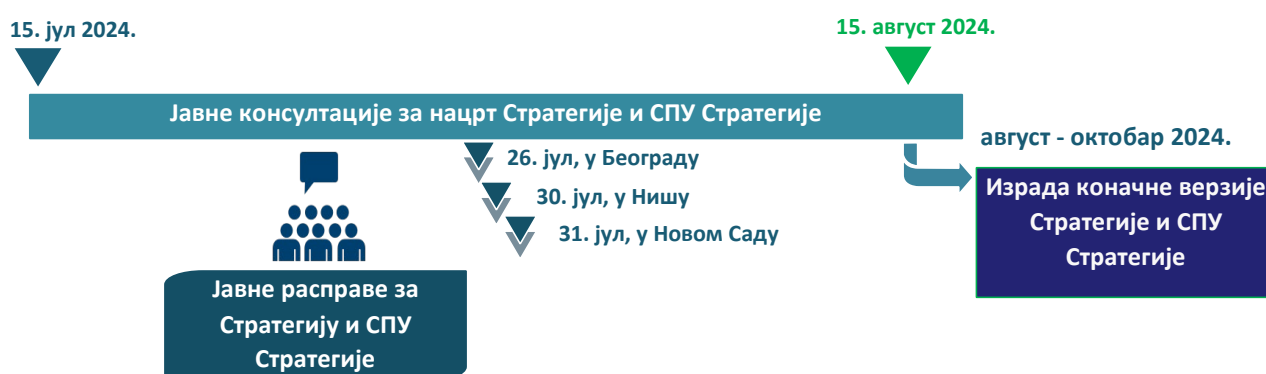 15. јул 2024.
15. август 2024.
Јавне консултације за нацрт Стратегије и СПУ Стратегије
26. јул, у Београду
30. јул, у Нишу
31. јул, у Новом Саду
август - октобар 2024.
Израда коначне верзије
Стратегије и СПУ
Стратегије
Јавне расправе за
Стратегију и СПУ
Стратегије